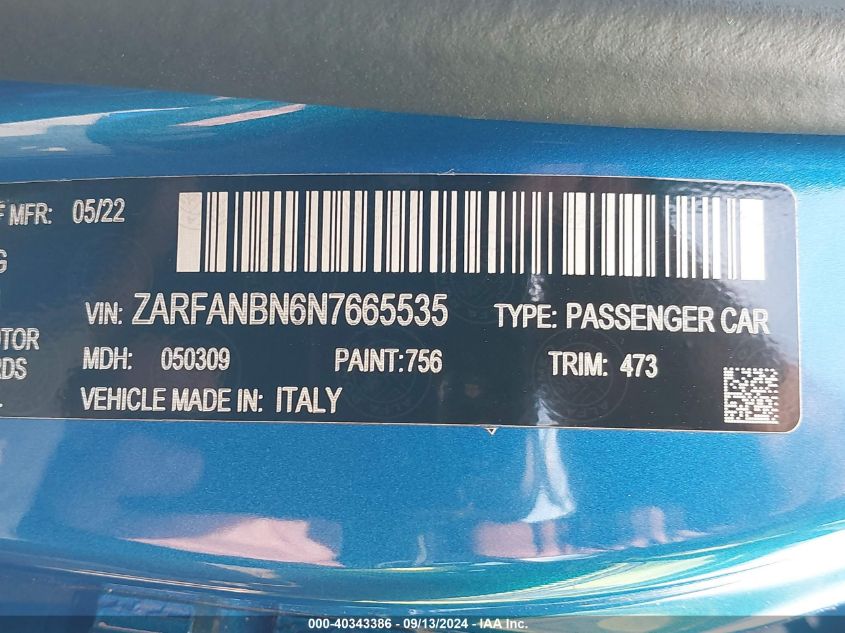 F MFR: 05/22
G
VIN: ZARFANBN6N7665535 TYPE: PASSENGER CAR
OTOR
MDH: 050309 PAINT:756 TRIM: 473
RDS
VEHICLE MADE IN: ITALY
000-40343386 - 09/13/2024 - IAA Inc.